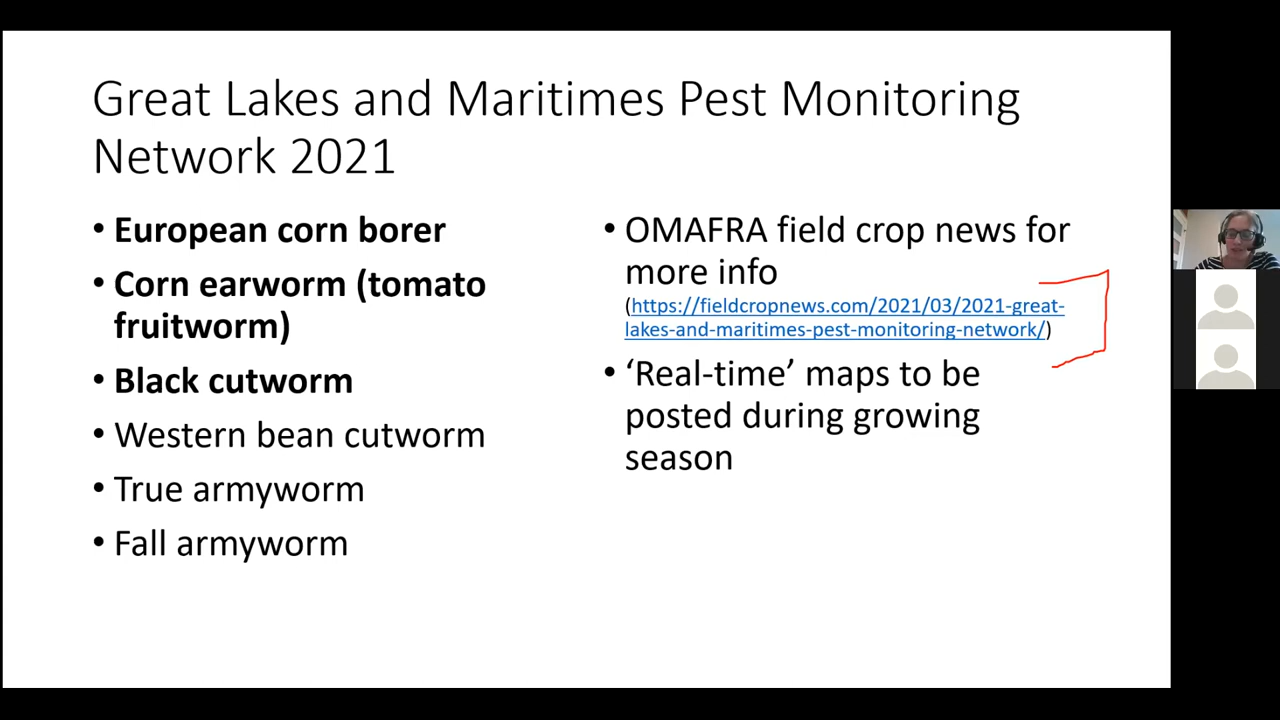 Great Lakes and Maritimes Pest Monitoring
Network 2021
• European corn borer
• Corn earworm (tomato
fruitworm)
• Black cutworm
• Western bean cutworm
• True armyworm
• Fall armyworm
• OMAFRA field crop news for
more info
(https://fieldcropnews.com/2021/03/2021-great-
lakes-and-maritimes-pest-monitoring-network/)
• ‘Real-time’ maps to be
posted during growing
season